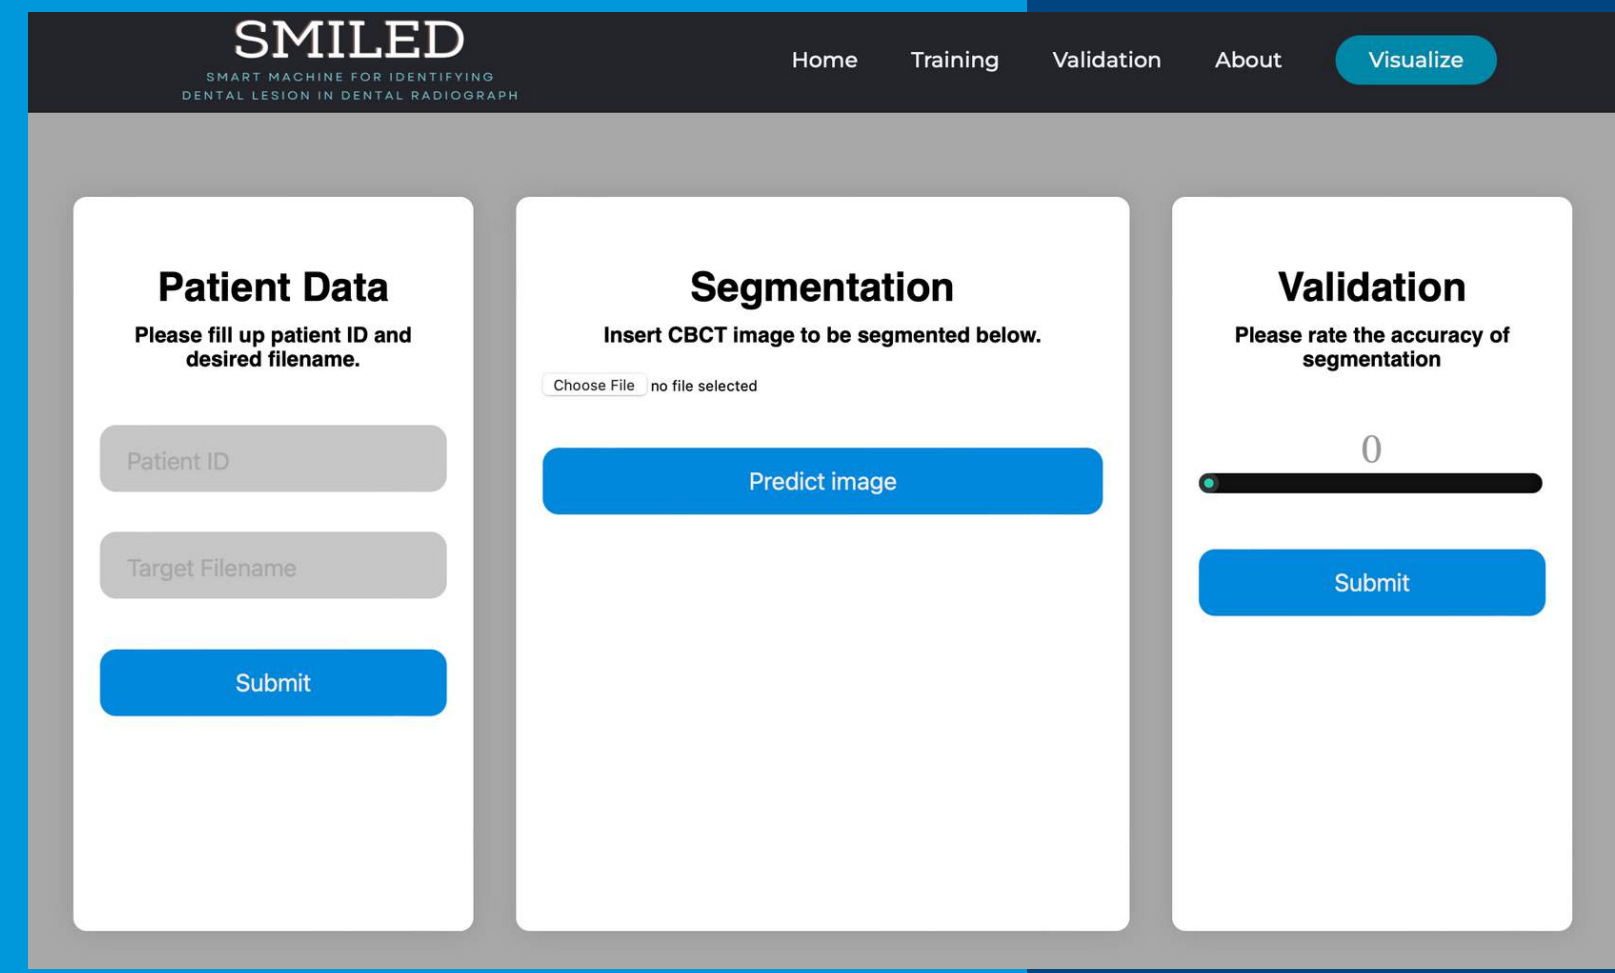 SMILED
SMART MACHINE FOR IDENTIFYING
DENTAL LESION IN DENTAL RADIOGRAPH
Home
Training
Validation
About
Visualize
Patient Data
Please fill up patient ID and
desired filename.
Patient ID
Target Filename
Submit
Segmentation
Insert CBCT image to be segmented below.
Choose File no file selected
Predict image
Validation
Please rate the accuracy of
segmentation
0
Submit